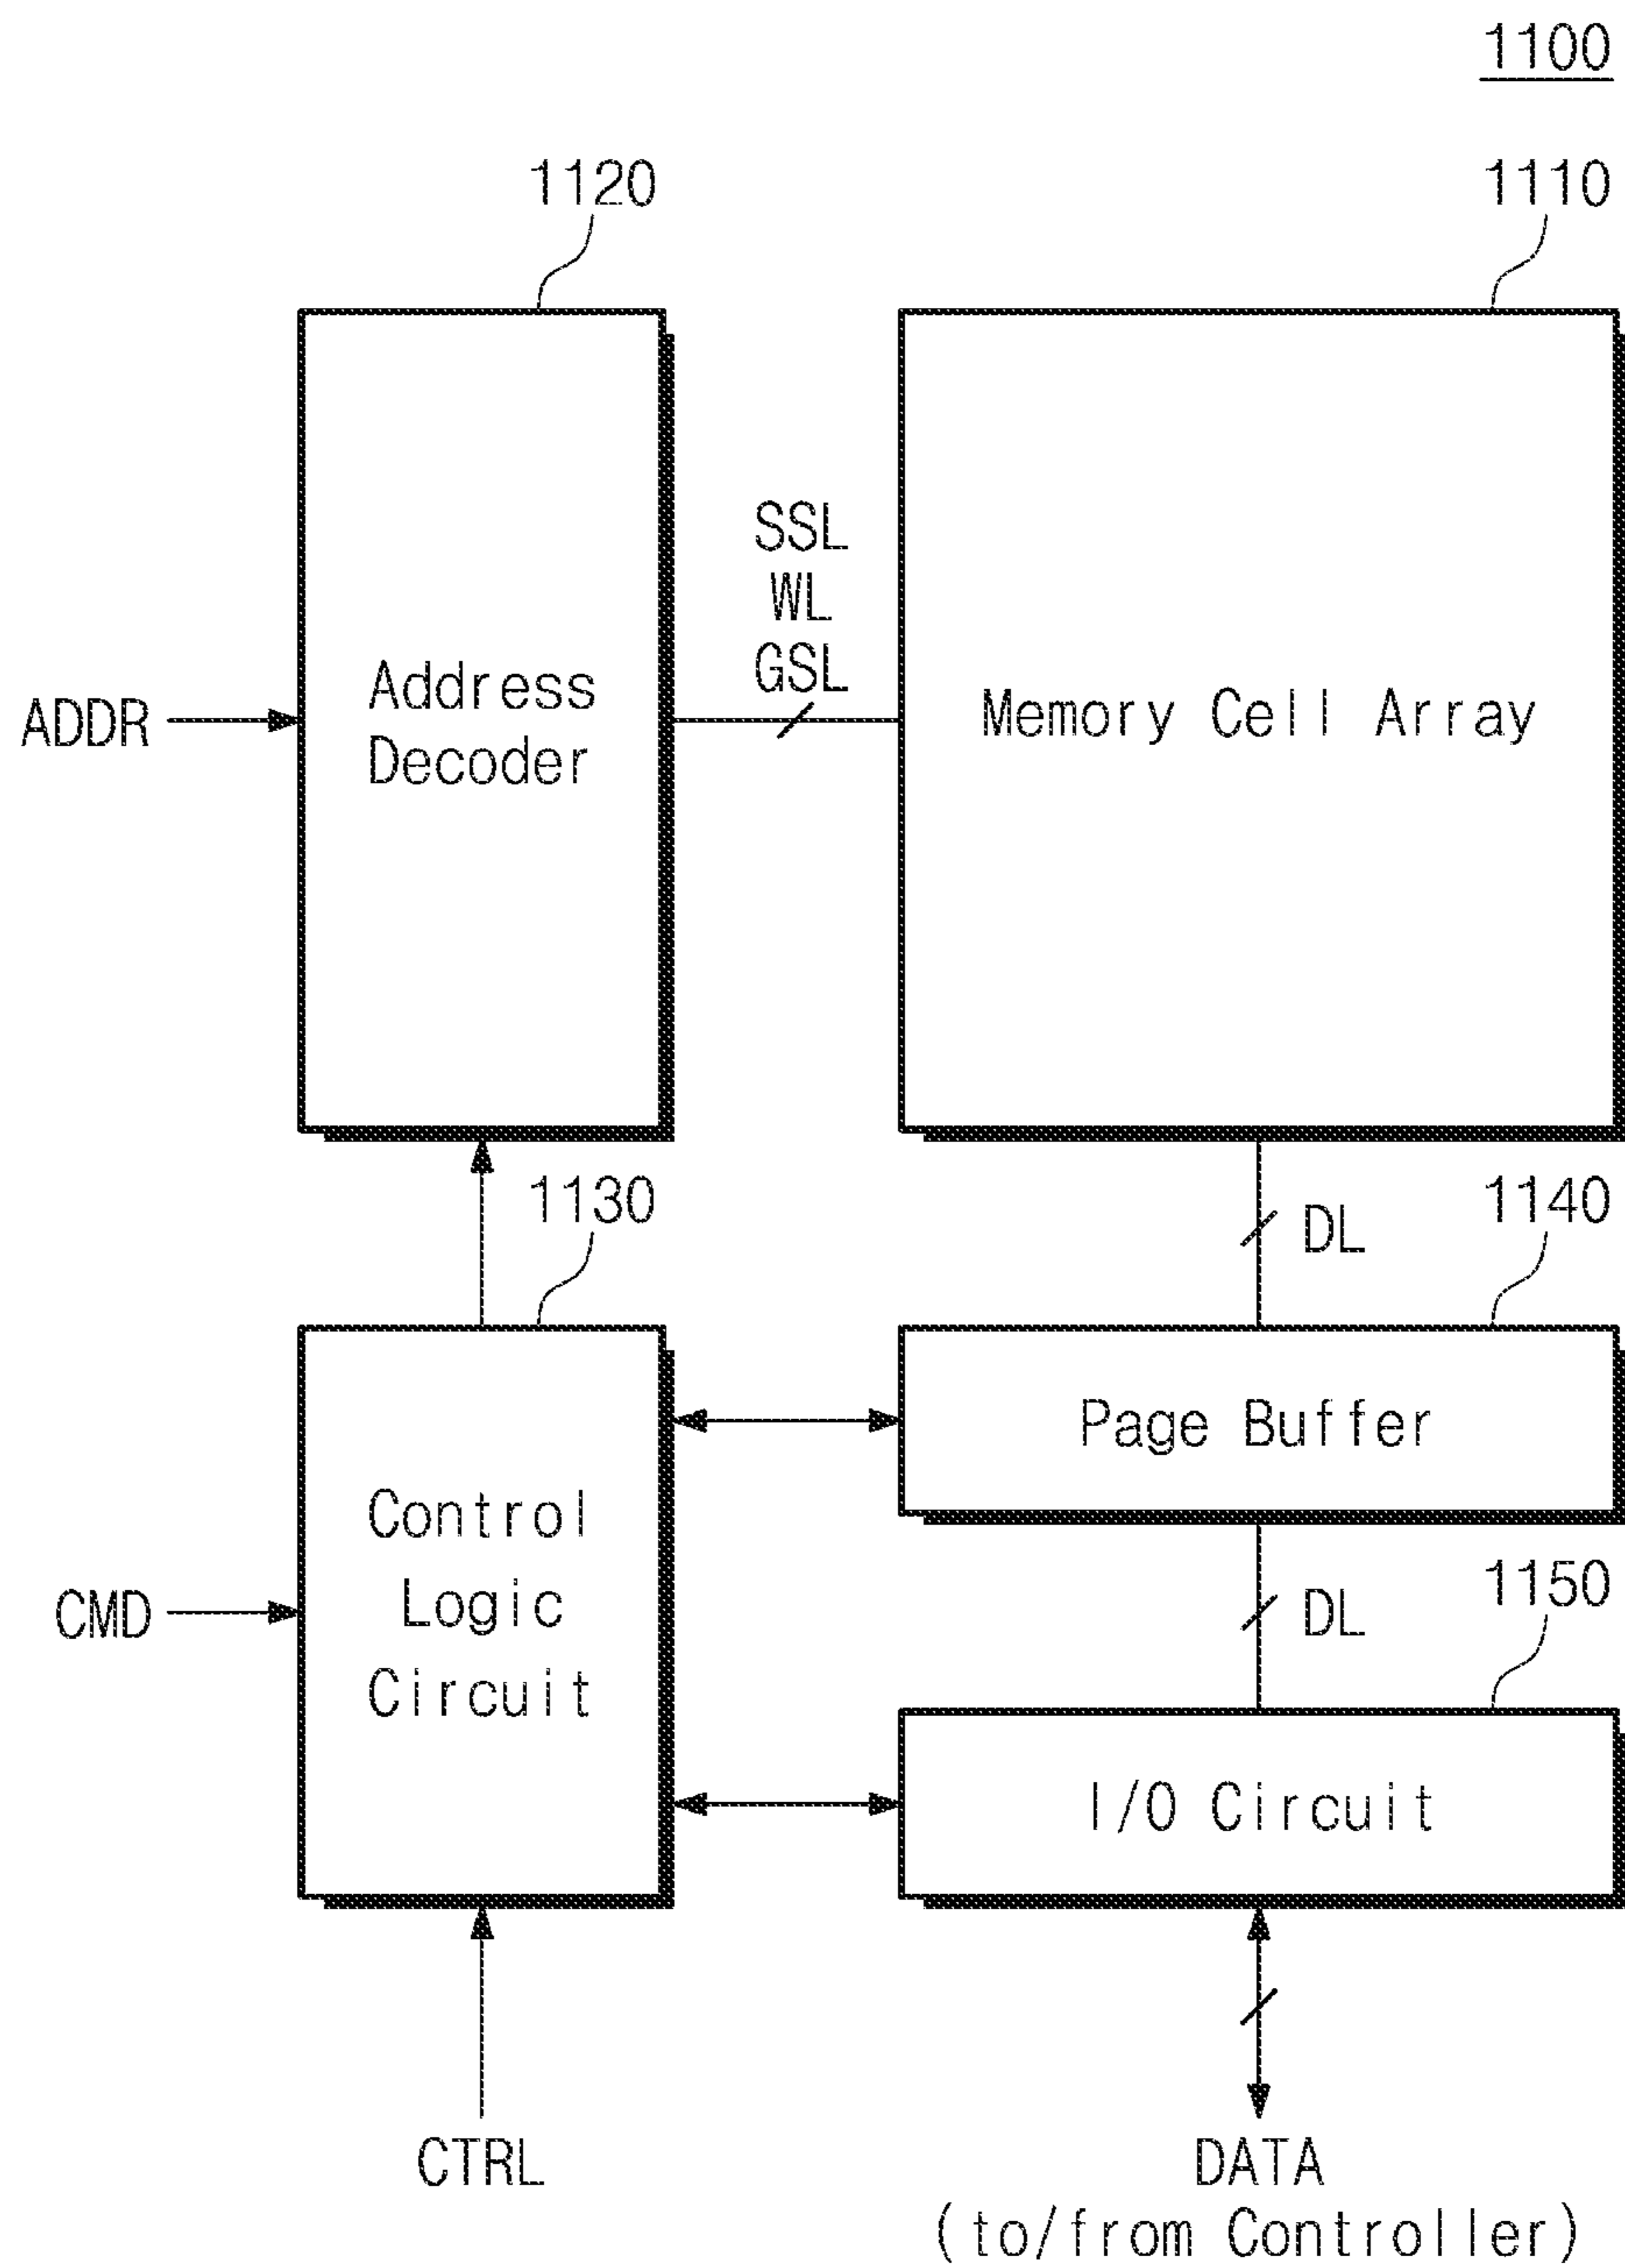 1100
1120
1110
SSL
WL
GSL
ADDR
Address
Decoder
Memory Cell Array
1130
DL
1140
Page Buffer
Control
Logic
Circuit
CMD
DL
1150
I/O Circuit
CTRL
DATA
(to/from Controller)